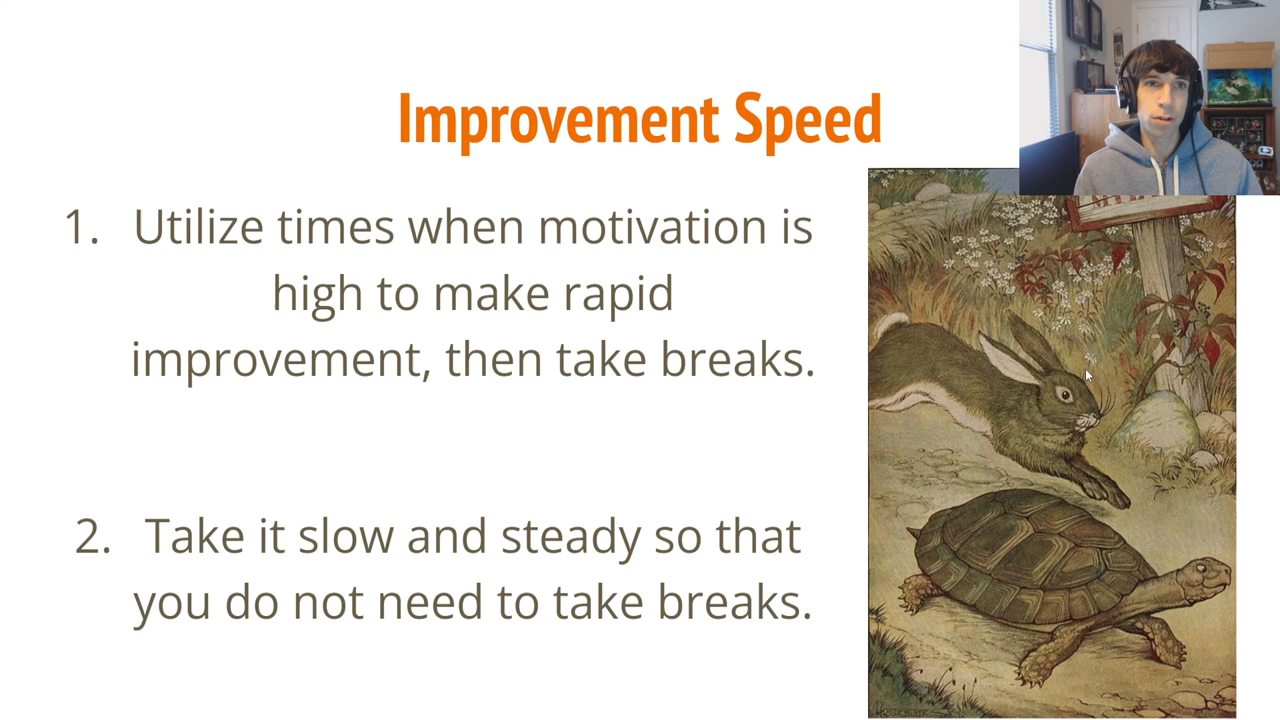 Improvement Speed
1. Utilize times when motivation is
high to make rapid
improvement, then take breaks.
2. Take it slow and steady so that
you do not need to take breaks.